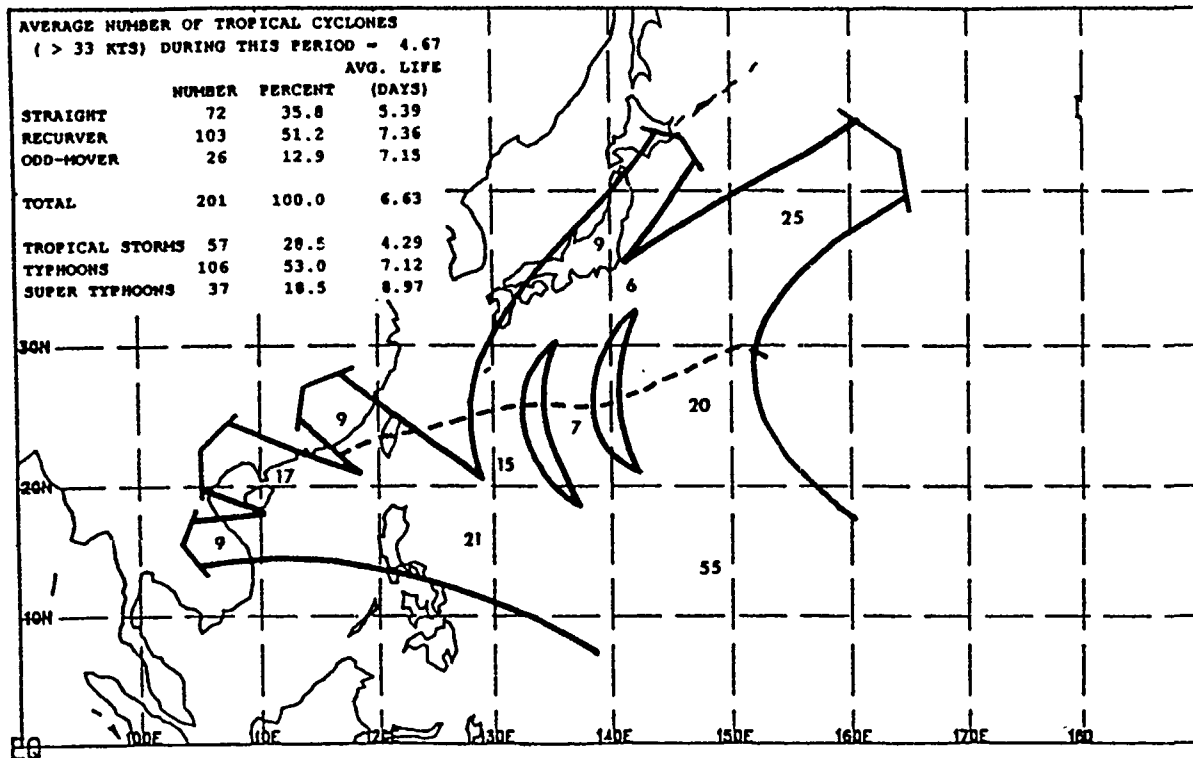 AVERAGE NUMBER OF TROPICAL CYCLONES
( > 33 KTS) DURING THIS PERIOD = 4.67
AVG. LIFE
NUMBER PERCENT (DAYS)
STRAIGHT 72 35.8 5.39
RECURVER 103 51.2 7.36
ODD-MOVER 26 12.9 7.15
TOTAL 201 100.0 6.63
TROPICAL STORMS 57 28.5 4.29
TYPHOONS 106 53.0 7.12
SUPER TYPHOONS 37 18.5 8.97
25
9
6
30N
9
20
7
15
17
20N
21
9
55
10N
100E 110E 120E 130E 140E 150E 160E 170E 180
EQ